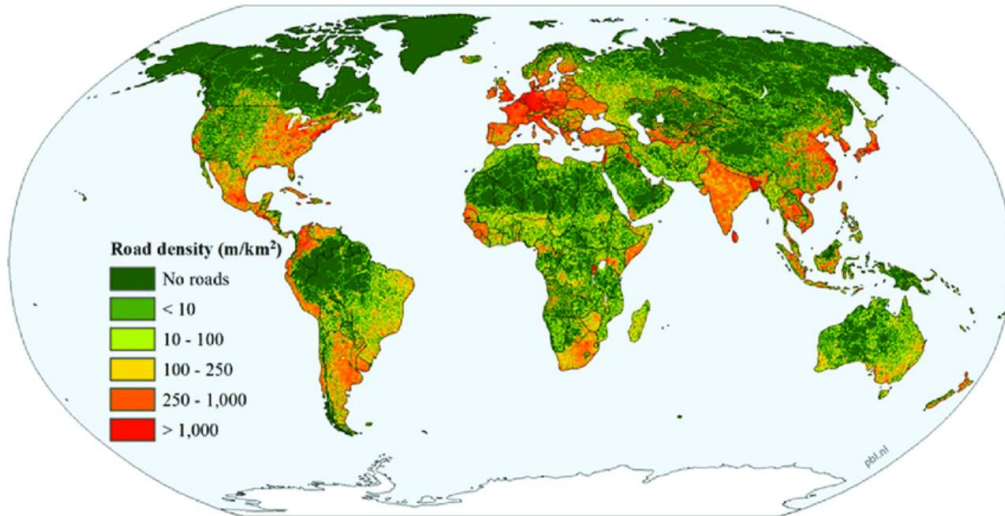 Road density (m/km²)
No roads
< 10
10 - 100
100 - 250
250 - 1,000
> 1,000
pbl.nl